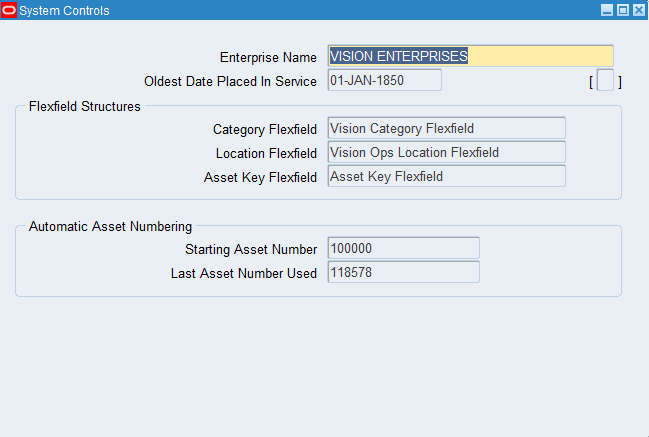 System Controls
Enterprise Name VISION ENTERPRISES
Oldest Date Placed In Service 01-JAN-1850 [ ]
Flexfield Structures
Category Flexfield Vision Category Flexfield
Location Flexfield Vision Ops Location Flexfield
Asset Key Flexfield Asset Key Flexfield
Automatic Asset Numbering
Starting Asset Number 100000
Last Asset Number Used 118578